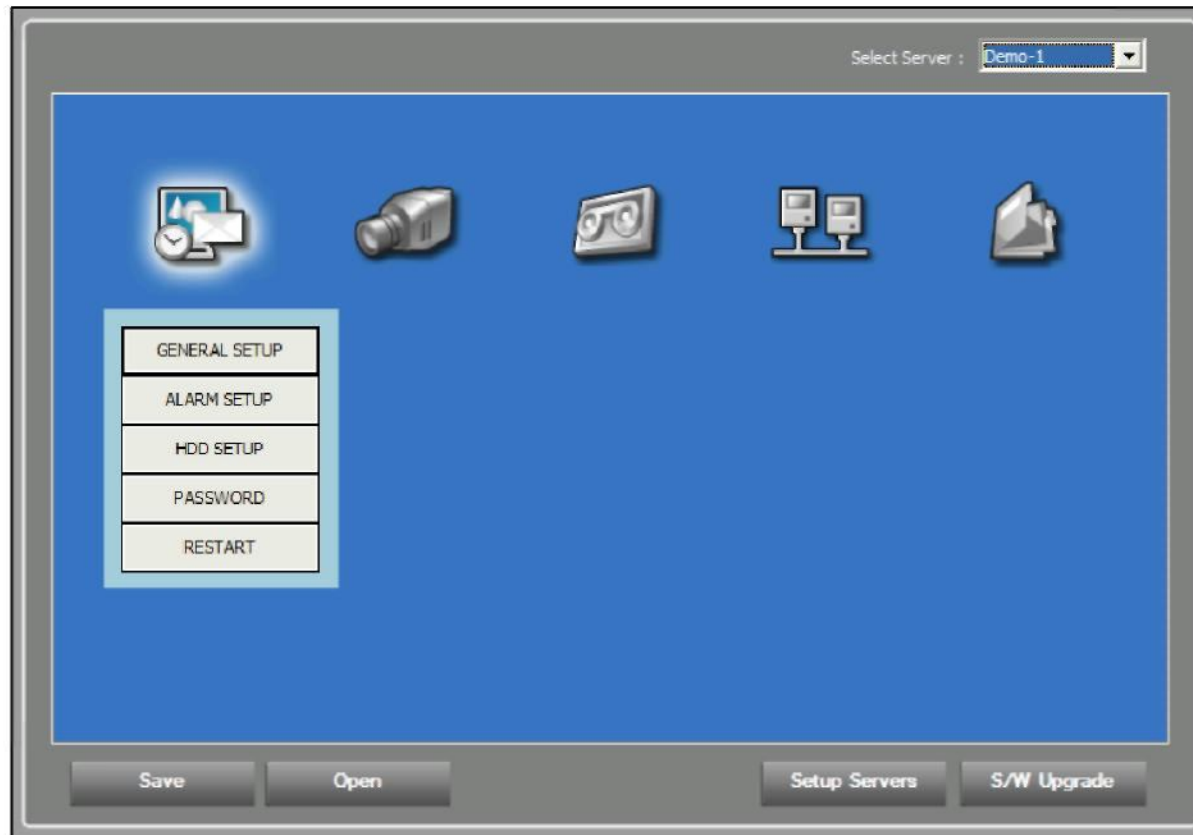 Select Server : Demo-1
GENERAL SETUP
ALARM SETUP
HDD SETUP
PASSWORD
RESTART
Save Open Setup Servers S/W Upgrade